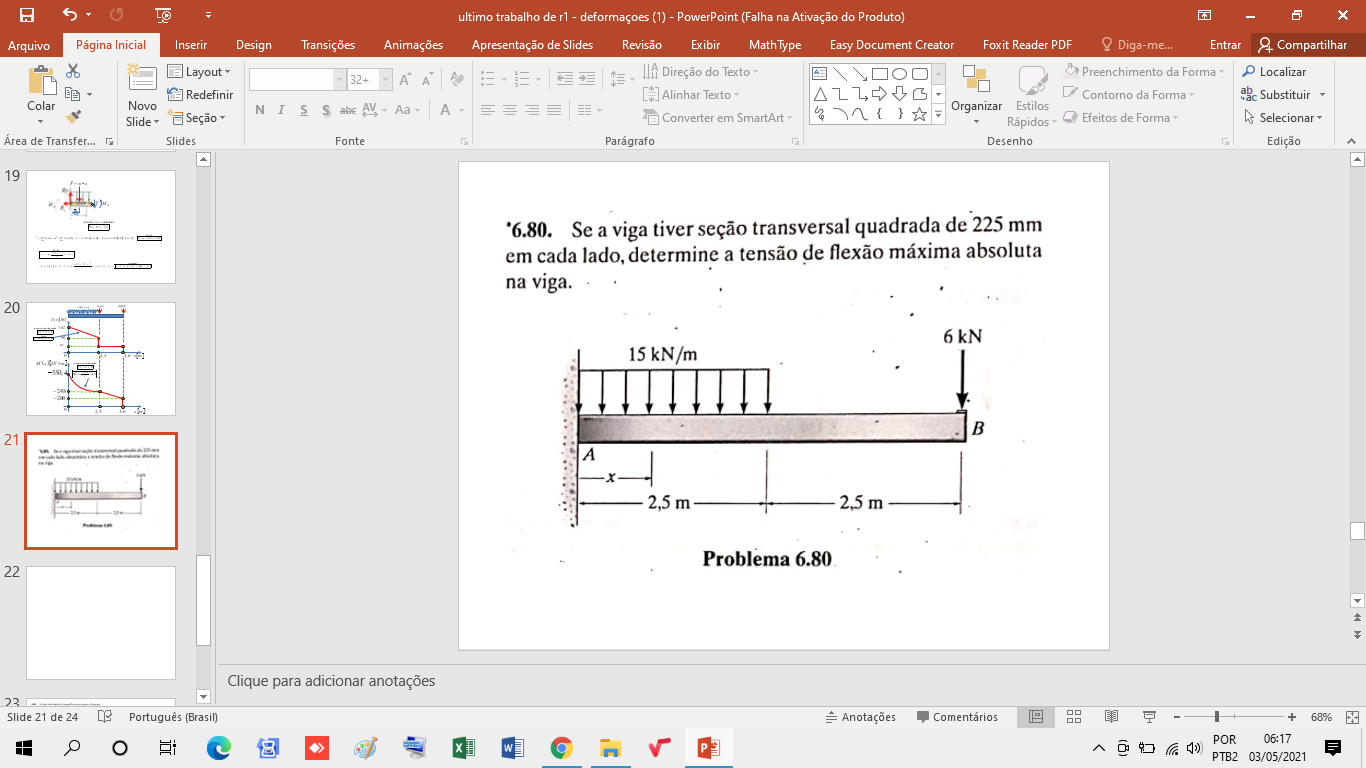 ultimo trabalho de r1 - deformaçoes (1) - PowerPoint (Falha na Ativação do Produto)
Arquivo Página Inicial Inserir Design Transições Animações Apresentação de Slides Revisão Exibir MathType Easy Document Creator Foxit Reader PDF Diga-me... Entrar Compartilhar
Colar
Novo Slide
Layout
Redefinir
Seção
32+
N I S S abc AV Aa A
Direção do Texto
Alinhar Texto
Converter em SmartArt
Organizar
Estilos Rápidos
Preenchimento da Forma
Contorno da Forma
Efeitos de Forma
Localizar
Substituir
Selecionar
Área de Transfer... Slides Fonte Parágrafo Desenho Edição
19
20
21
22
23
*6.80. Se a viga tiver seção transversal quadrada de 225 mm
em cada lado, determine a tensão de flexão máxima absoluta
na viga.
6 kN
15 kN/m
B
A
x
2,5 m 2,5 m
Problema 6.80
Clique para adicionar anotações
Slide 21 de 24 Português (Brasil) Anotações Comentários 68%
POR
PTB2
06:17
03/05/2021